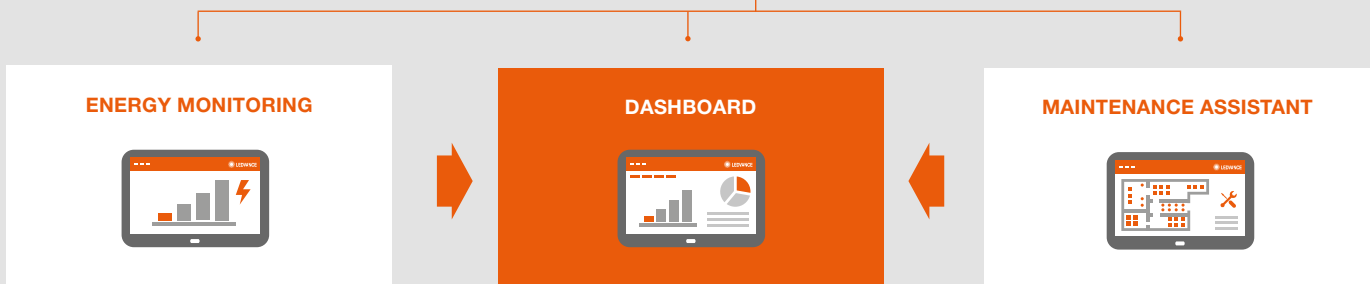 ENERGY MONITORING
DASHBOARD
MAINTENANCE ASSISTANT
LEDVANCE
LEDVANCE
LEDVANCE